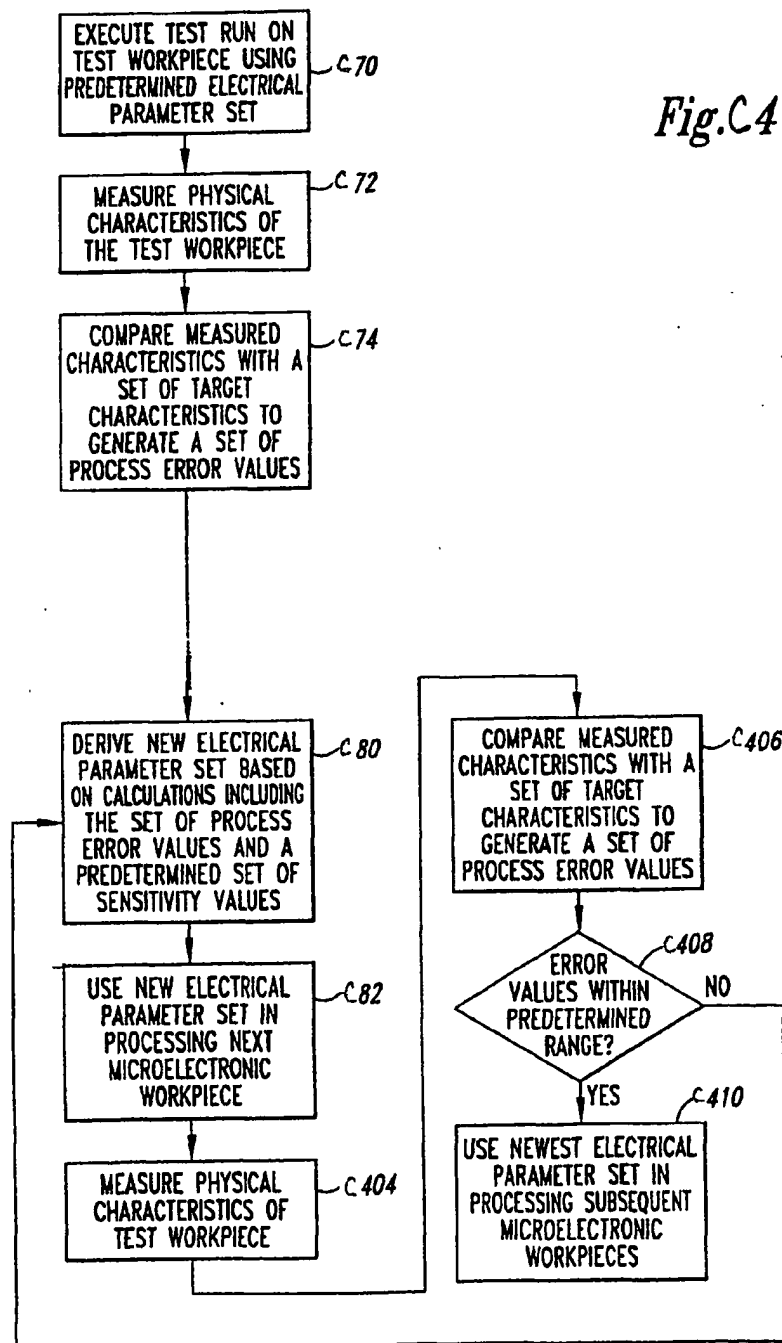 EXECUTE TEST RUN ON
TEST WORKPIECE USING
PREDETERMINED ELECTRICAL
PARAMETER SET
C70
Fig.C4
MEASURE PHYSICAL
CHARACTERISTICS OF
THE TEST WORKPIECE
C72
COMPARE MEASURED
CHARACTERISTICS WITH A
SET OF TARGET
CHARACTERISTICS TO
GENERATE A SET OF
PROCESS ERROR VALUES
C74
DERIVE NEW ELECTRICAL
PARAMETER SET BASED
ON CALCULATIONS INCLUDING
THE SET OF PROCESS
ERROR VALUES AND A
PREDETERMINED SET OF
SENSITIVITY VALUES
C80
USE NEW ELECTRICAL
PARAMETER SET IN
PROCESSING NEXT
MICROELECTRONIC
WORKPIECE
C82
MEASURE PHYSICAL
CHARACTERISTICS OF
TEST WORKPIECE
C404
COMPARE MEASURED
CHARACTERISTICS WITH A
SET OF TARGET
CHARACTERISTICS TO
GENERATE A SET OF
PROCESS ERROR VALUES
C406
ERROR
VALUES WITHIN
PREDETERMINED
RANGE?
C408
NO
YES
C410
USE NEWEST ELECTRICAL
PARAMETER SET IN
PROCESSING SUBSEQUENT
MICROELECTRONIC
WORKPIECES